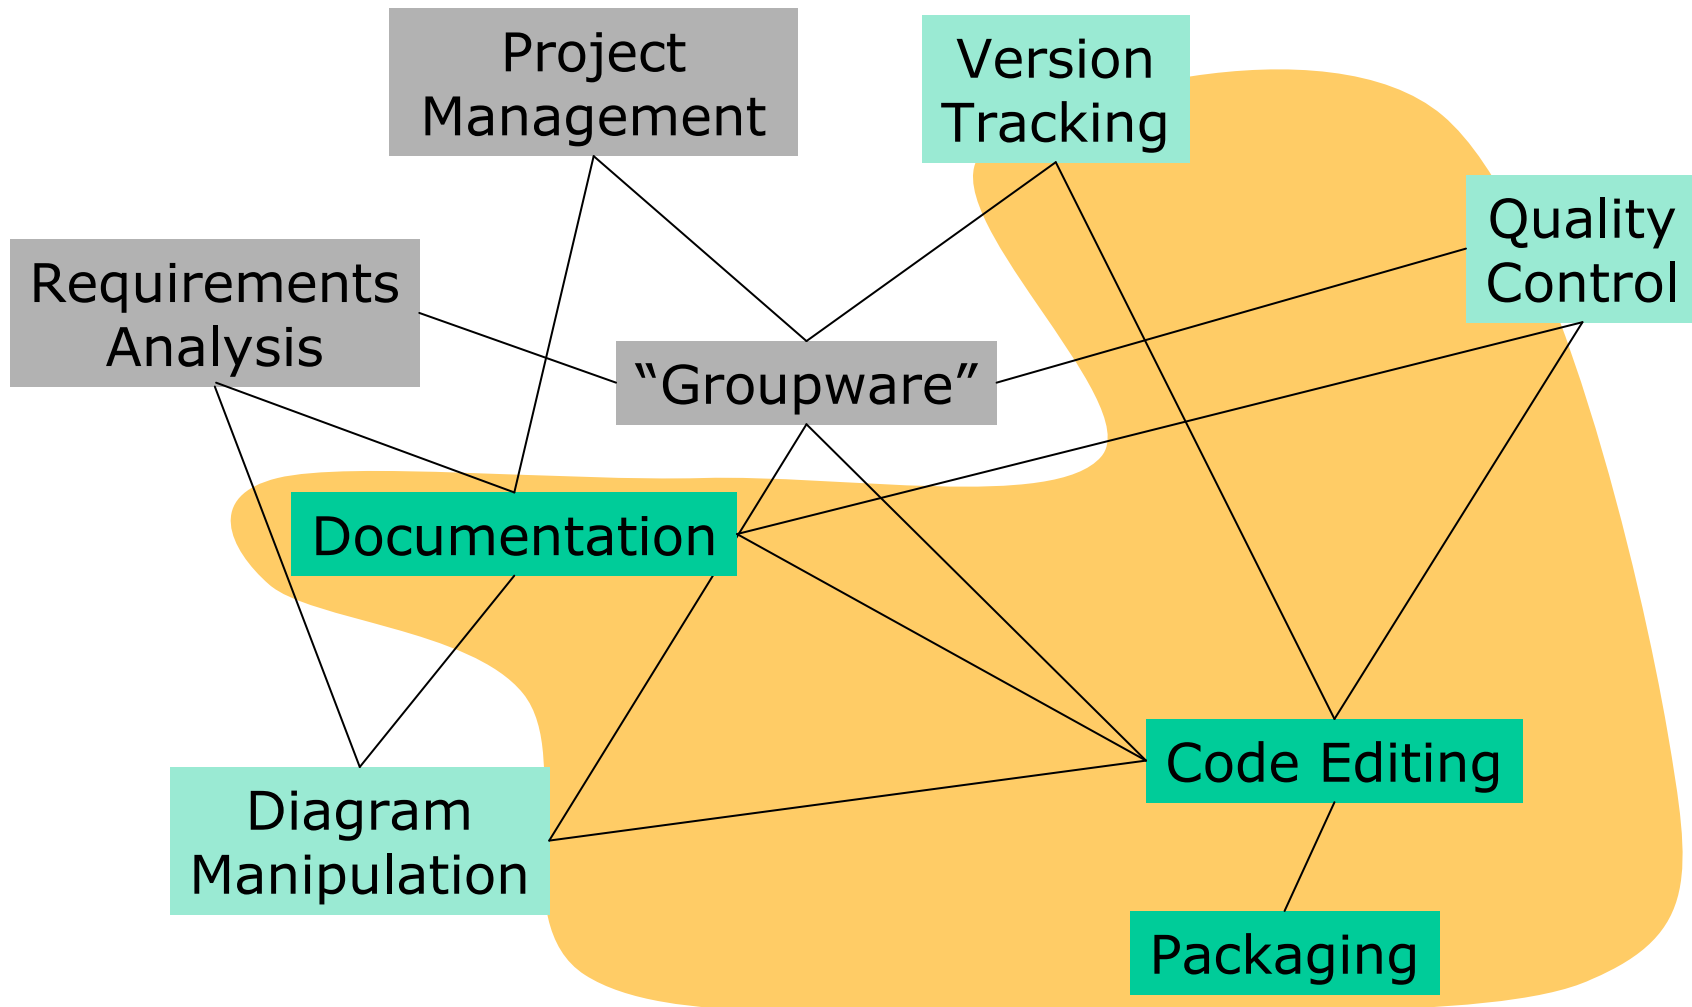 Project
Management
Version
Tracking
Quality
Control
Requirements
Analysis
“Groupware”
Documentation
Code Editing
Diagram
Manipulation
Packaging